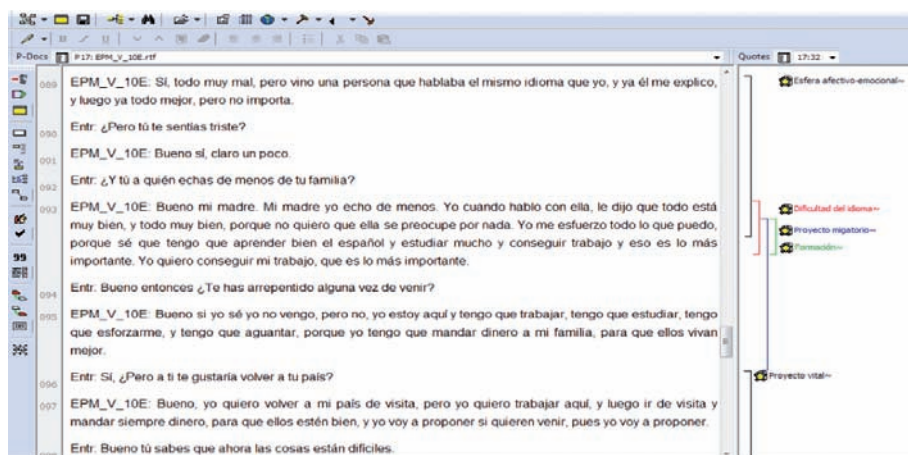 P-Docs P17: EPM_V_10E.rtf Quotes 17:32
089 EPM_V_10E: Sí, todo muy mal, pero vino una persona que hablaba el mismo idioma que yo, y ya él me explico,
y luego ya todo mejor, pero no importa.
090 Entr: ¿Pero tú te sentías triste?
091 EPM_V_10E: Bueno sí, claro un poco.
092 Entr: ¿Y tú a quién echas de menos de tu familia?
093 EPM_V_10E: Bueno mi madre. Mi madre yo echo de menos. Yo cuando hablo con ella, le dijo que todo está
muy bien, y todo muy bien, porque no quiero que ella se preocupe por nada. Yo me esfuerzo todo lo que puedo,
porque sé que tengo que aprender bien el español y estudiar mucho y conseguir trabajo y eso es lo más
importante. Yo quiero conseguir mi trabajo, que es lo más importante.
094 Entr: Bueno entonces ¿Te has arrepentido alguna vez de venir?
095 EPM_V_10E: Bueno si yo sé yo no vengo, pero no, yo estoy aquí y tengo que trabajar, tengo que estudiar, tengo
que esforzarme, y tengo que aguantar, porque yo tengo que mandar dinero a mi familia, para que ellos vivan
mejor.
096 Entr: Sí, ¿Pero a ti te gustaría volver a tu país?
097 EPM_V_10E: Bueno, yo quiero volver a mi país de visita, pero yo quiero trabajar aquí, y luego ir de visita y
mandar siempre dinero, para que ellos estén bien, y yo voy a proponer si quieren venir, pues yo voy a proponer.
Entr: Bueno tú sabes que ahora las cosas están difíciles.
Esfera afectivo-emocional~
Dificultad del idioma~
Proyecto migatorio~
Formación~
Proyecto vital~